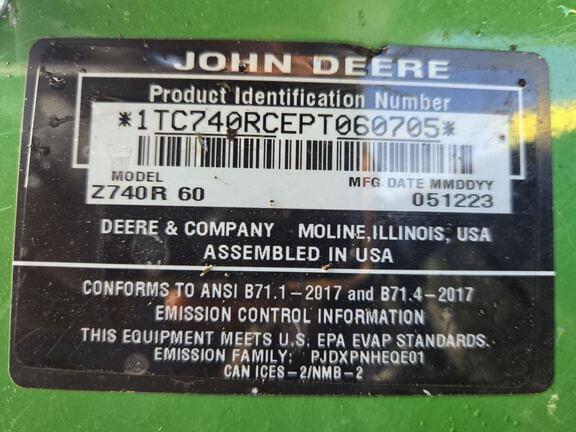 JOHN DEERE
Product Identification Number
*1TC740RCEPT060705*
MODEL MFG DATE MMDDYY
Z740R 60 051223
DEERE & COMPANY MOLINE, ILLINOIS, USA
ASSEMBLED IN USA
CONFORMS TO ANSI B71.1-2017 and B71.4-2017
EMISSION CONTROL INFORMATION
THIS EQUIPMENT MEETS U.S. EPA EVAP STANDARDS.
EMISSION FAMILY: PJDXPNHEQE01
CAN ICES-2/NMB-2